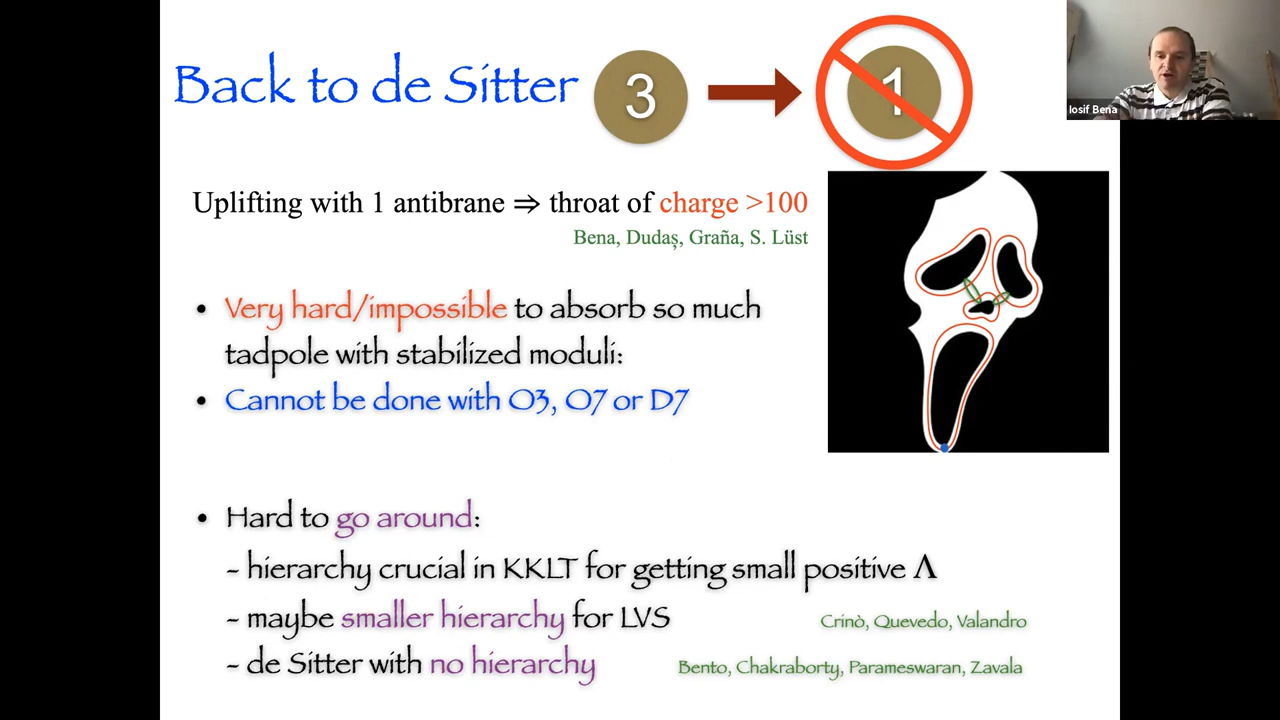 Back to de Sitter 3 1
Iosif Bena
Uplifting with 1 antibrane ⇒ throat of charge >100
Bena, Dudaș, Graña, S. Lüst
• Very hard/impossible to absorb so much
tadpole with stabilized moduli:
• Cannot be done with O3, O7 or D7
• Hard to go around:
- hierarchy crucial in KKLT for getting small positive Λ
- maybe smaller hierarchy for LVS Crinò, Quevedo, Valandro
- de Sitter with no hierarchy Bento, Chakraborty, Parameswaran, Zavala